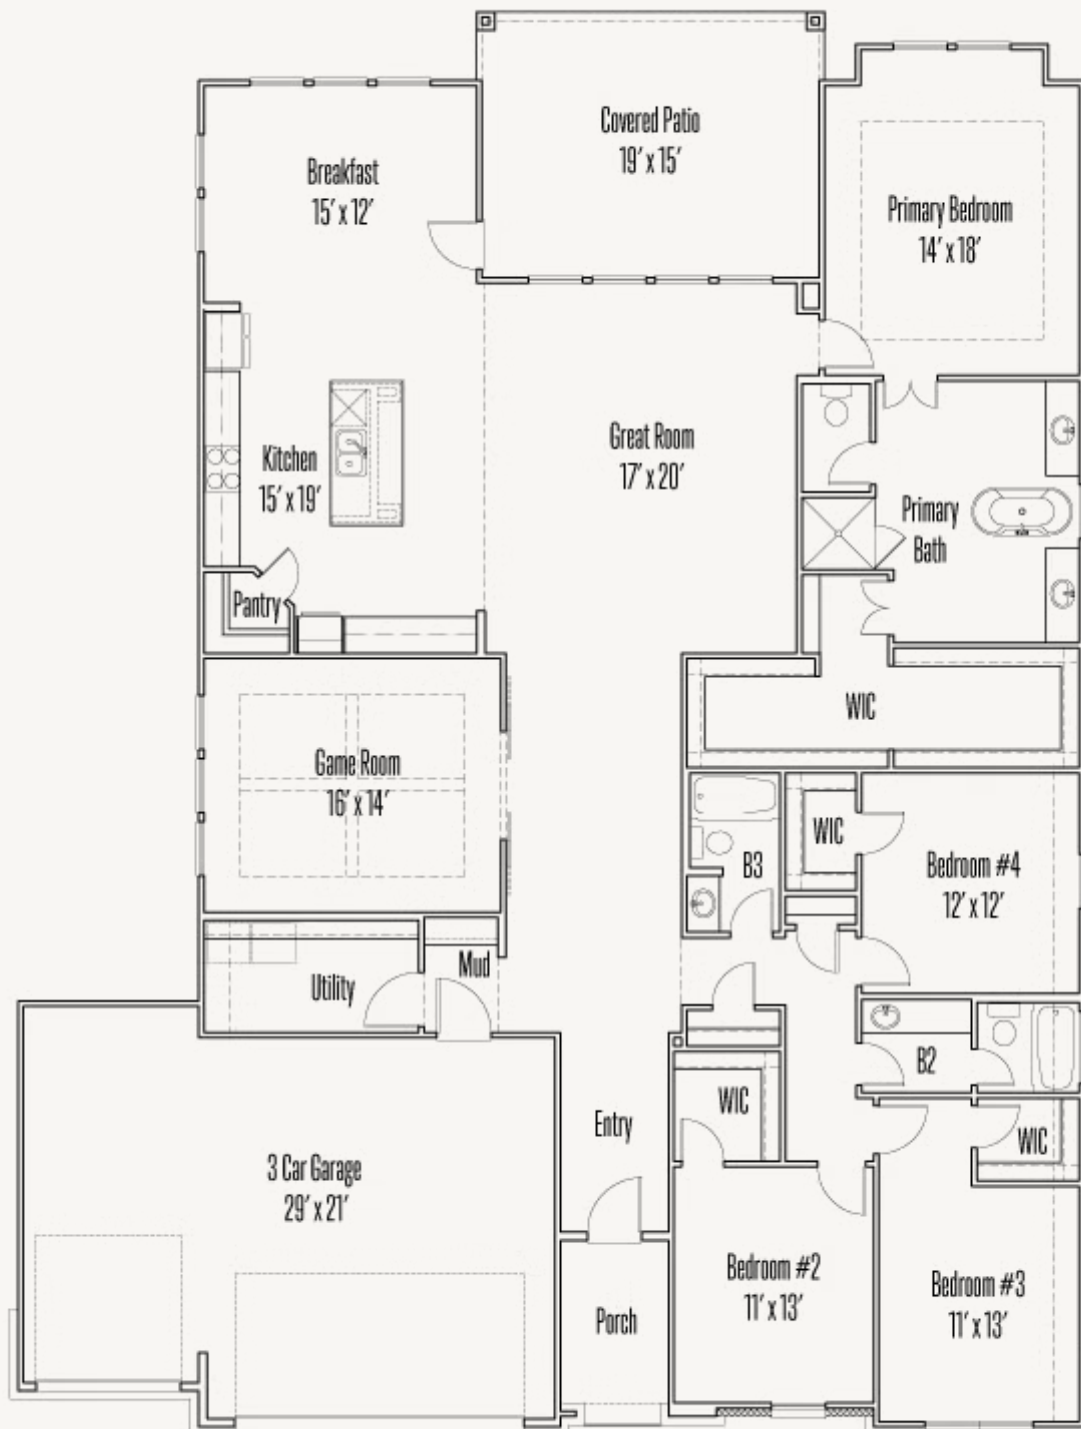 Covered Patio
19' x 15'
Breakfast
15' x 12'
Primary Bedroom
14' x 18'
Great Room
17' x 20'
Kitchen
15' x 19'
Primary
Bath
Pantry
WIC
Game Room
16' x 14'
WIC
B3
Bedroom #4
12' x 12'
Mud
Utility
B2
WIC
Entry
WIC
3 Car Garage
29' x 21'
Bedroom #2
11' x 13'
Bedroom #3
11' x 13'
Porch